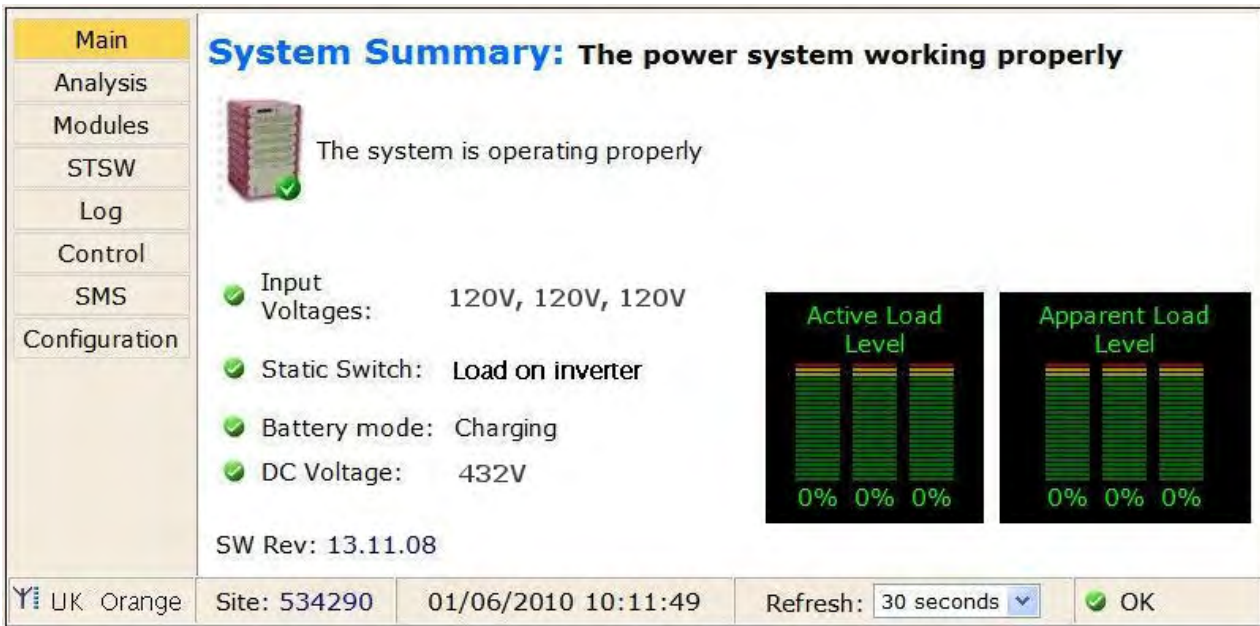 Main
Analysis
Modules
STSW
Log
Control
SMS
Configuration
System Summary: The power system working properly
The system is operating properly
Input
Voltages:
120V, 120V, 120V
Static Switch: Load on inverter
Battery mode: Charging
DC Voltage: 432V
SW Rev: 13.11.08
Active Load
Level
0% 0% 0%
Apparent Load
Level
0% 0% 0%
UK Orange
Site: 534290
01/06/2010 10:11:49
Refresh: 30 seconds
OK